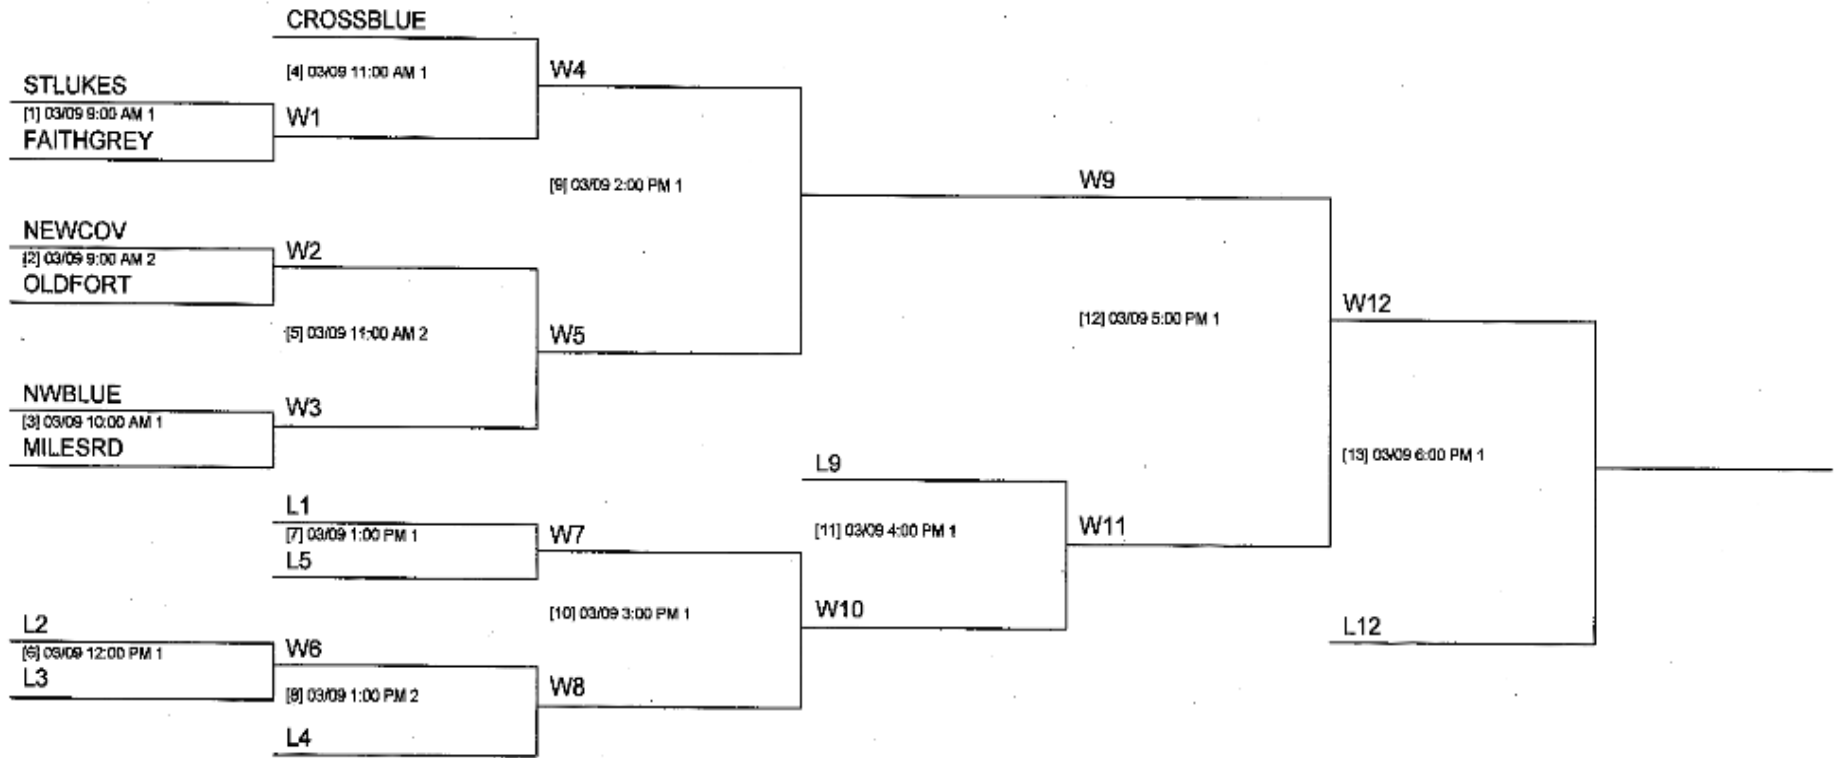 CROSSBLUE
[4] 03/09 11:00 AM 1
W4
STLUKES
[1] 03/09 9:00 AM 1
W1
FAITHGREY
[9] 03/09 2:00 PM 1
W9
NEWCOV
W2
[2] 03/09 9:00 AM 2
OLDFORT
W12
[12] 03/09 5:00 PM 1
[5] 03/09 11:00 AM 2
W5
NWBLUE
W3
[3] 03/09 10:00 AM 1
MILESRD
[13] 03/09 6:00 PM 1
L9
L1
[7] 03/09 1:00 PM 1
W7
[11] 03/09 4:00 PM 1
W11
L5
[10] 03/09 3:00 PM 1
W10
L2
L12
[6] 03/09 12:00 PM 1
W6
L3
[8] 03/09 1:00 PM 2
W8
L4